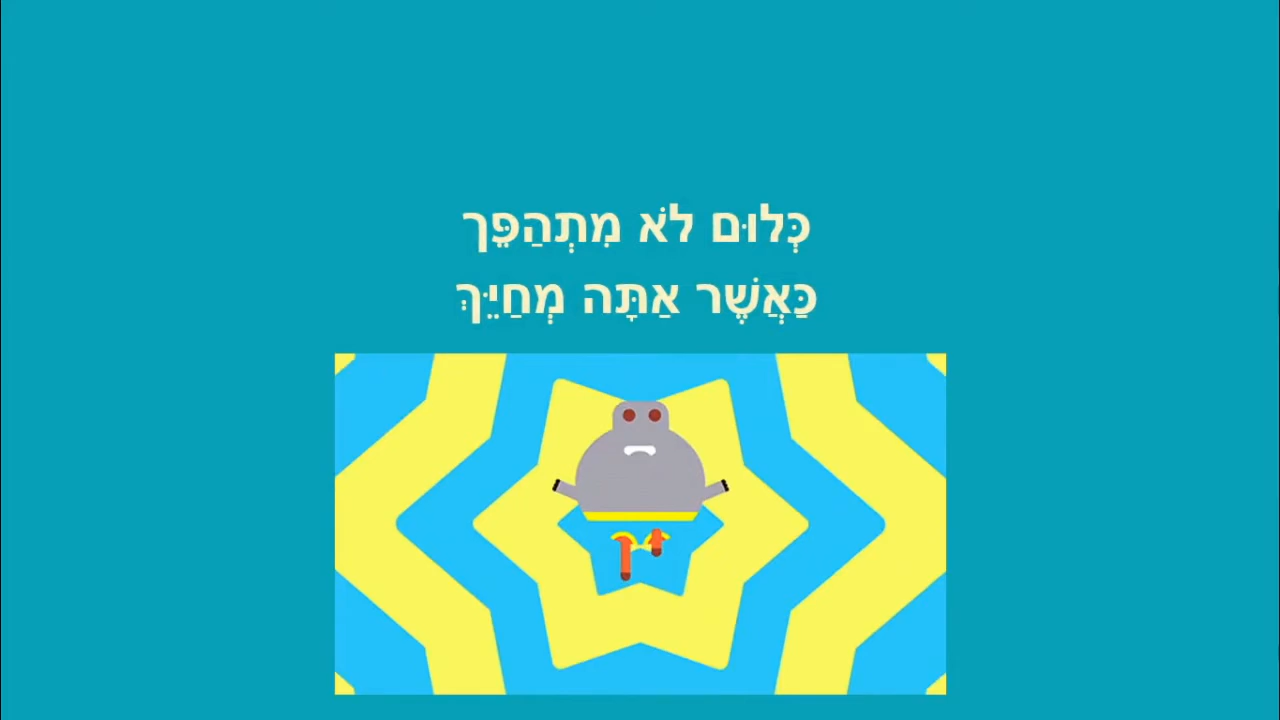 כְּלוּם לֹא מִתְהַפֵּך
כַּאֲשֶׁר אַתָּה מְחַיֵּךְ